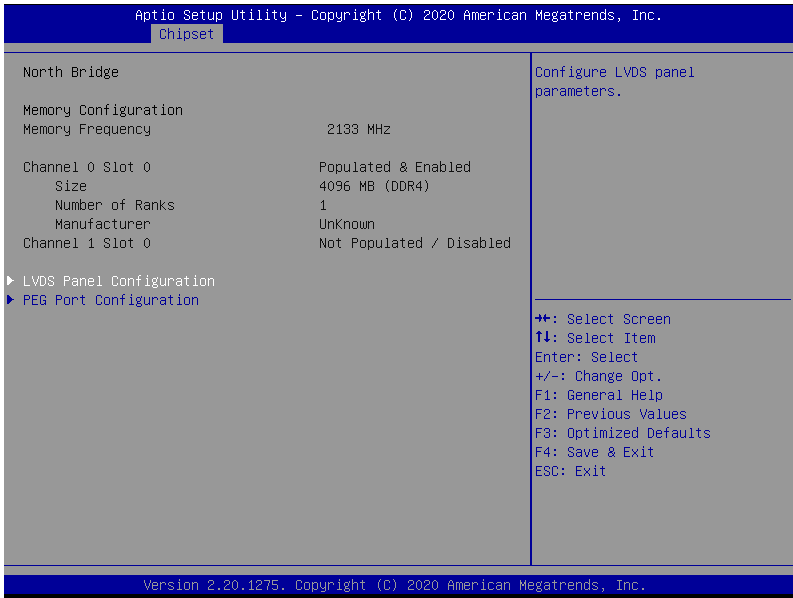 Aptio Setup Utility – Copyright (C) 2020 American Megatrends, Inc.
Chipset
North Bridge
Memory Configuration
Memory Frequency 2133 MHz
Channel 0 Slot 0 Populated & Enabled
Size 4096 MB (DDR4)
Number of Ranks 1
Manufacturer UnKnown
Channel 1 Slot 0 Not Populated / Disabled
▶ LVDS Panel Configuration
▶ PEG Port Configuration
Configure LVDS panel
parameters.
→←: Select Screen
↑↓: Select Item
Enter: Select
+/-: Change Opt.
F1: General Help
F2: Previous Values
F3: Optimized Defaults
F4: Save & Exit
ESC: Exit
Version 2.20.1275. Copyright (C) 2020 American Megatrends, Inc.